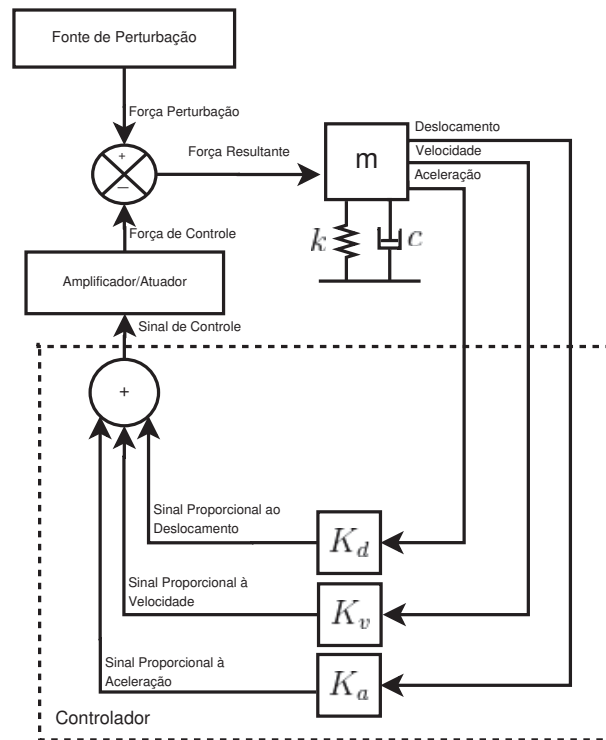 Fonte de Perturbação
Força Perturbação
+
Força Resultante
m
Deslocamento
Velocidade
Aceleração
−
k
c
Força de Controle
Amplificador/Atuador
Sinal de Controle
+
Sinal Proporcional ao
Deslocamento
K_d
Sinal Proporcional à
Velocidade
K_v
Sinal Proporcional à
Aceleração
K_a
Controlador